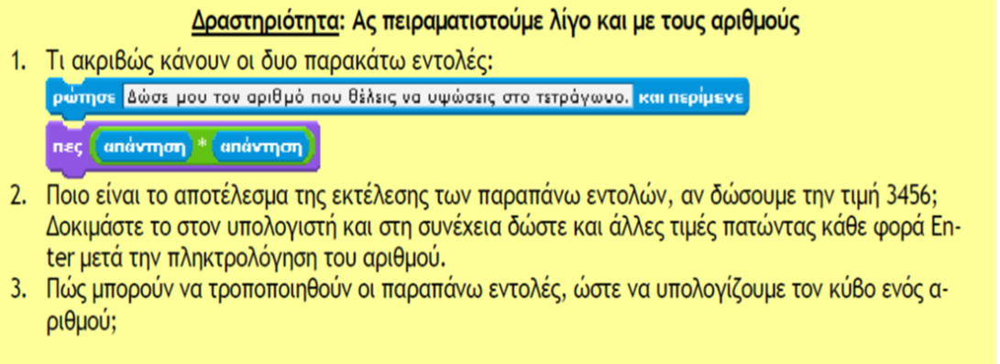 Δραστηριότητα: Ας πειραματιστούμε λίγο και με τους αριθμούς
1. Τι ακριβώς κάνουν οι δυο παρακάτω εντολές:
ρώτησε Δώσε μου τον αριθμό που θέλεις να υψώσεις στο τετράγωνο. και περίμενε
πες απάντηση * απάντηση
2. Ποιο είναι το αποτέλεσμα της εκτέλεσης των παραπάνω εντολών, αν δώσουμε την τιμή 3456;
Δοκιμάστε το στον υπολογιστή και στη συνέχεια δώστε και άλλες τιμές πατώντας κάθε φορά En-
ter μετά την πληκτρολόγηση του αριθμού.
3. Πώς μπορούν να τροποποιηθούν οι παραπάνω εντολές, ώστε να υπολογίζουμε τον κύβο ενός α-
ριθμού;